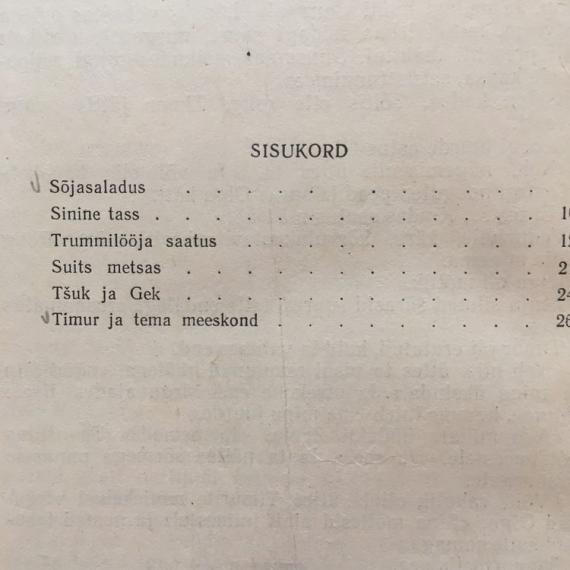 SISUKORD
Sõjasaladus . . . . . . . . . . . .
Sinine tass . . . . . . . . . . . . .
Trummilööja saatus . . . . . . . . . .
Suits metsas . . . . . . . . . . . .
Tšuk ja Gek . . . . . . . . . . . .
Timur ja tema meeskond . . . . . . . . .